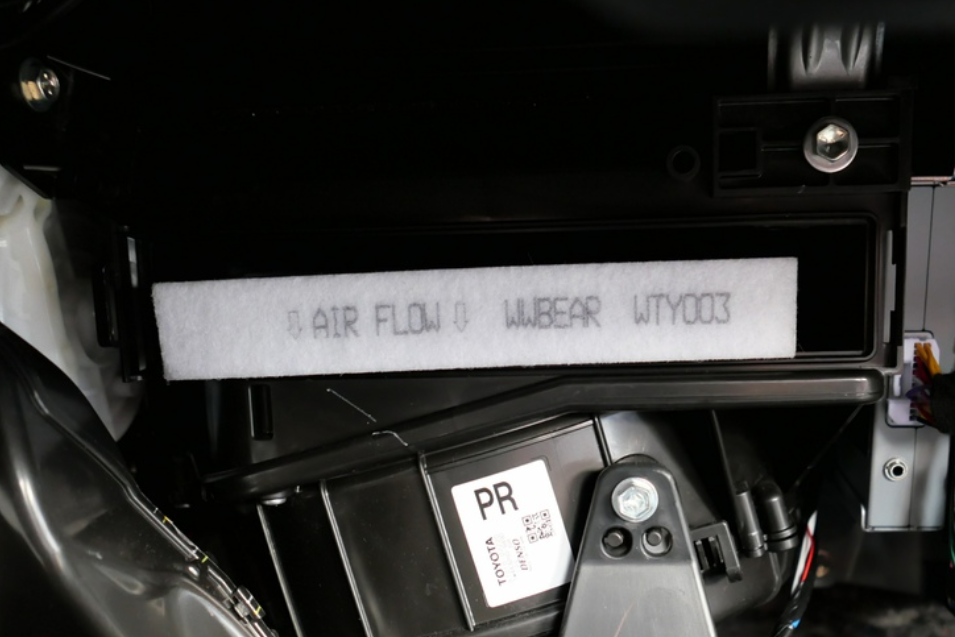 ⇩AIR FLOW⇩ WWBEAR WTY003
PR
TOYOTA
DENSO